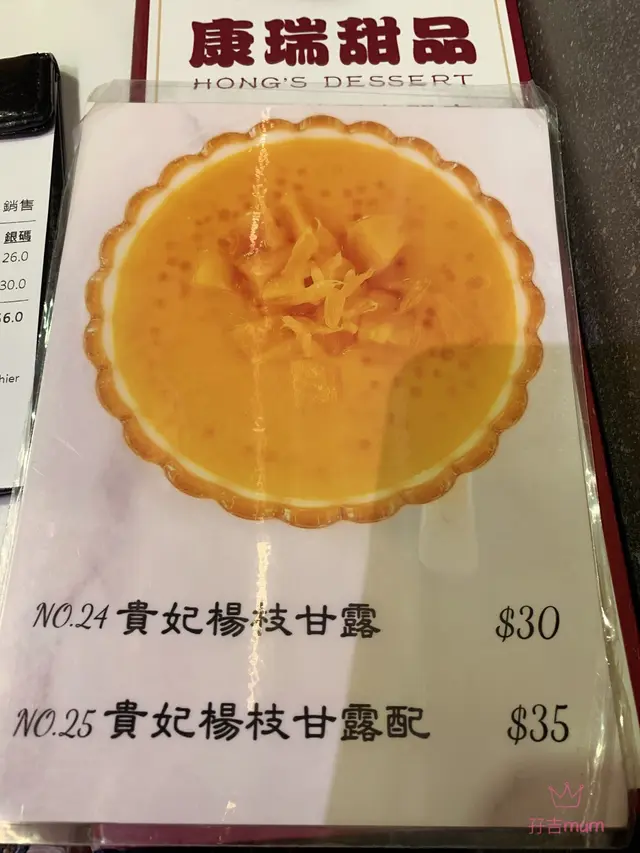 康瑞甜品
HONG'S DESSERT
銷售
銀碼
26.0
30.0
56.0
hier
NO.24 貴妃楊枝甘露 $30
NO.25 貴妃楊枝甘露配 $35
孖吉mum